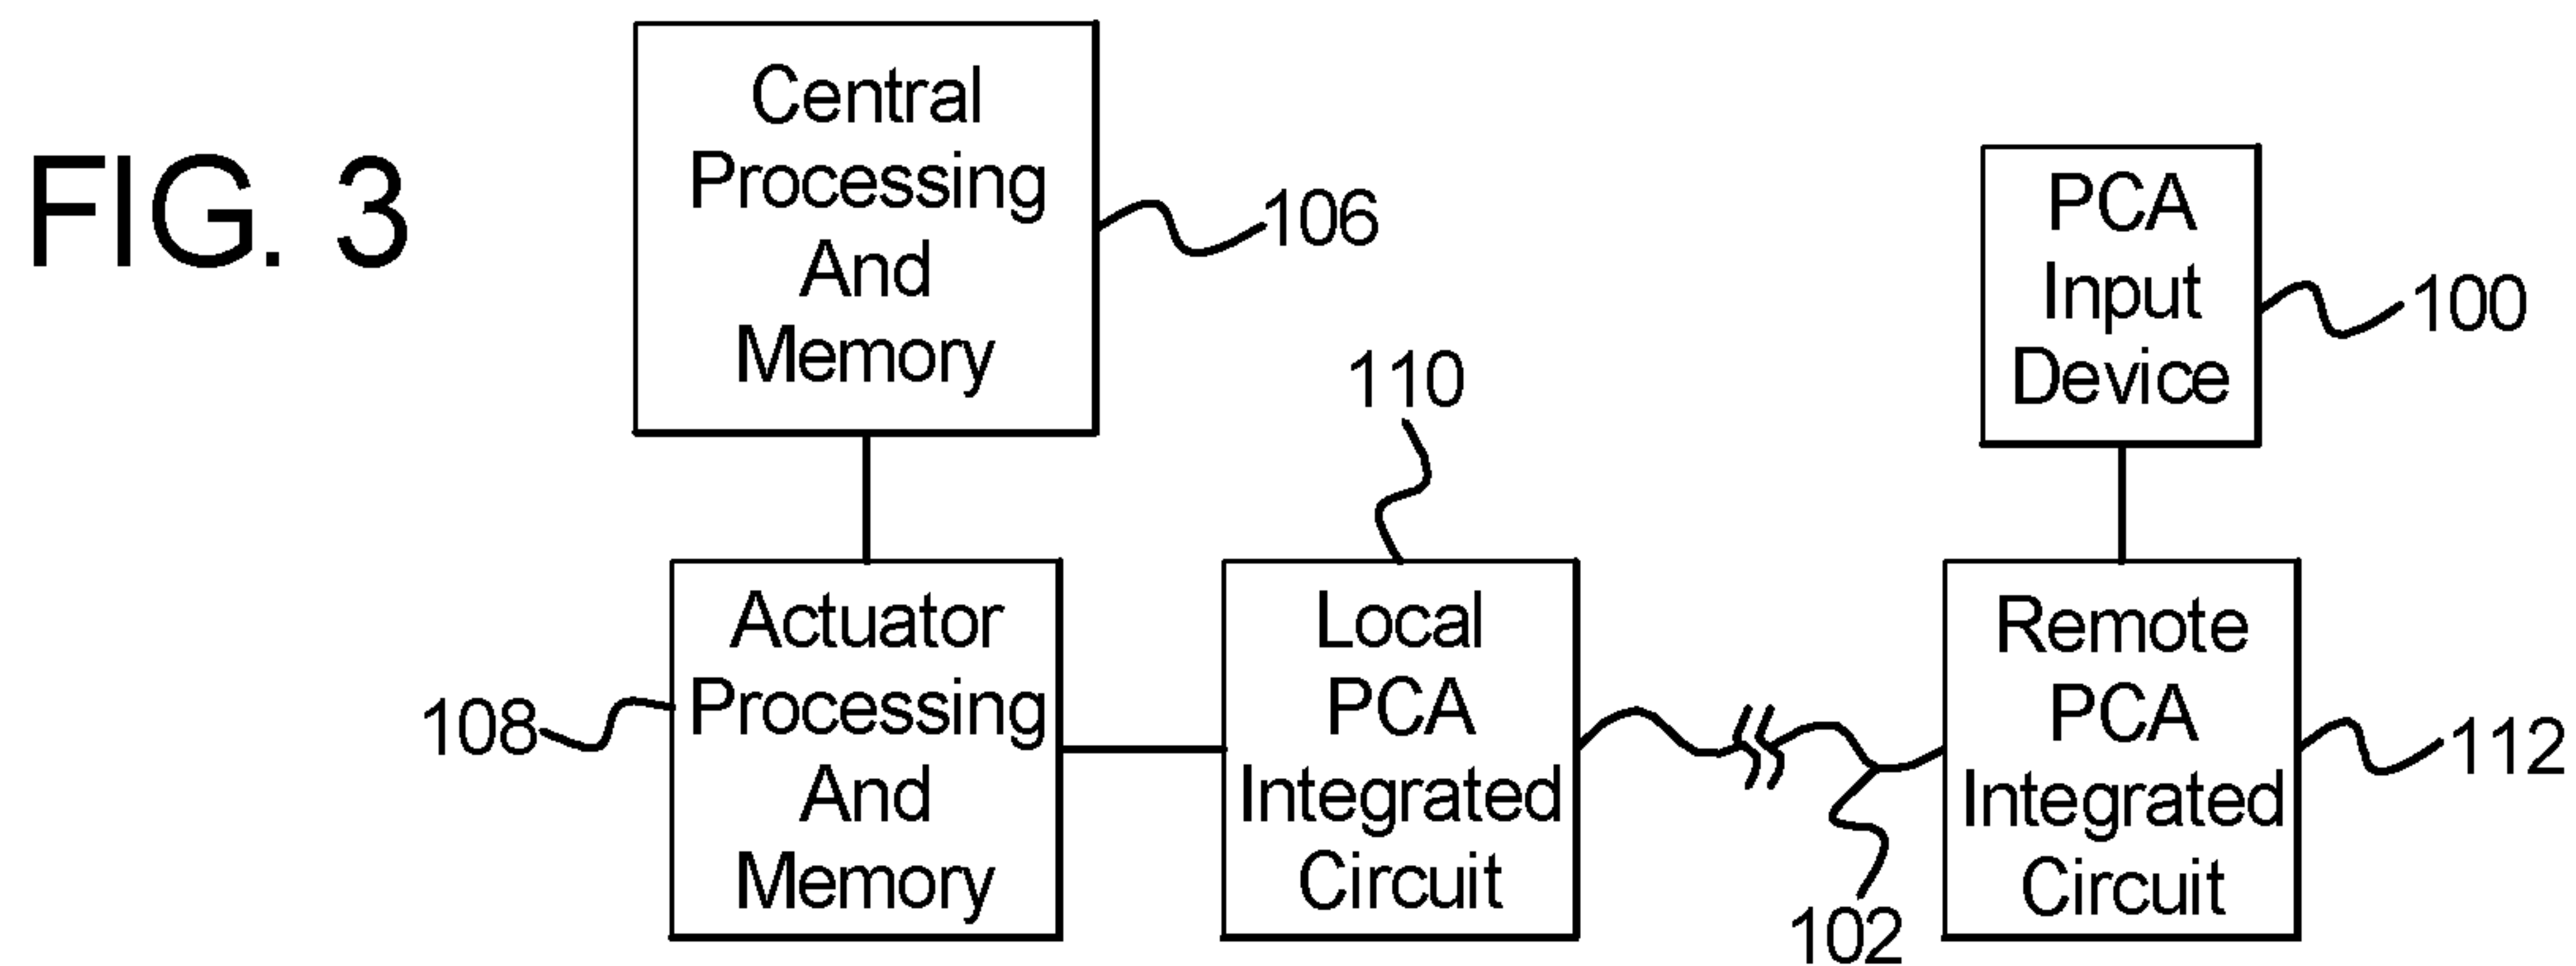 FIG. 3
Central
Processing
And
Memory
106
PCA
Input
Device
100
110
Actuator
Processing
And
Memory
108
Local
PCA
Integrated
Circuit
102
Remote
PCA
Integrated
Circuit
112